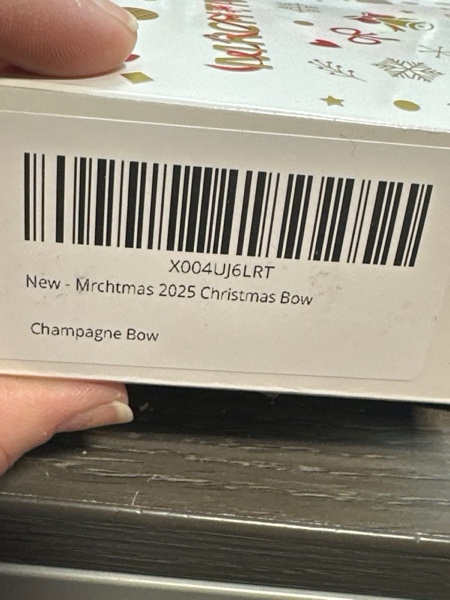 X004UJ6LRT
New - Mrchtmas 2025 Christmas Bow
Champagne Bow